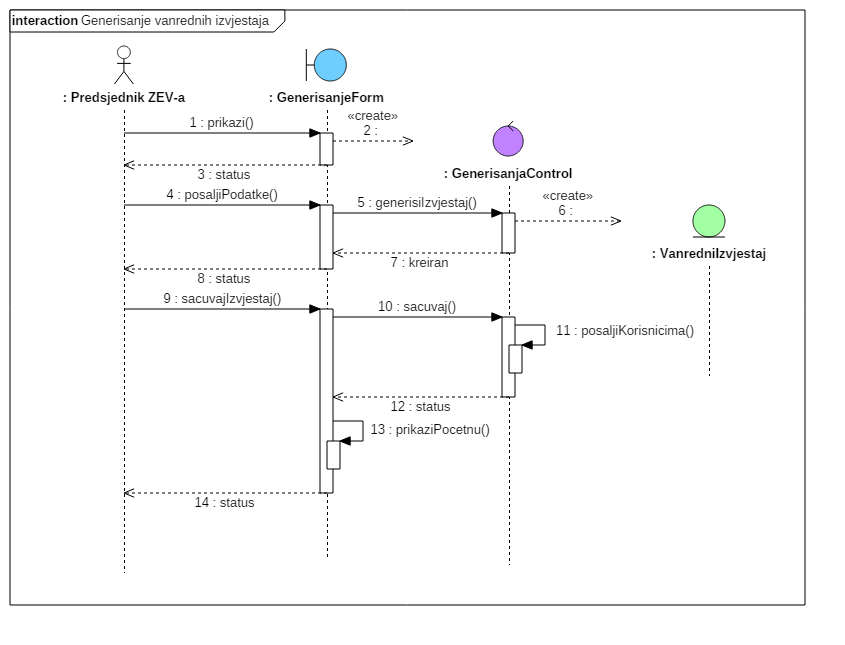 interaction Generisanje vanrednih izvjestaja
: Predsjednik ZEV-a
: GenerisanjeForm
1 : prikazi()
«create»
2 :
: GenerisanjaControl
3 : status
4 : posaljiPodatke()
5 : generisiIzvjestaj()
«create»
6 :
: VanredniIzvjestaj
7 : kreiran
8 : status
9 : sacuvajIzvjestaj()
10 : sacuvaj()
11 : posaljiKorisnicima()
12 : status
13 : prikaziPocetnu()
14 : status